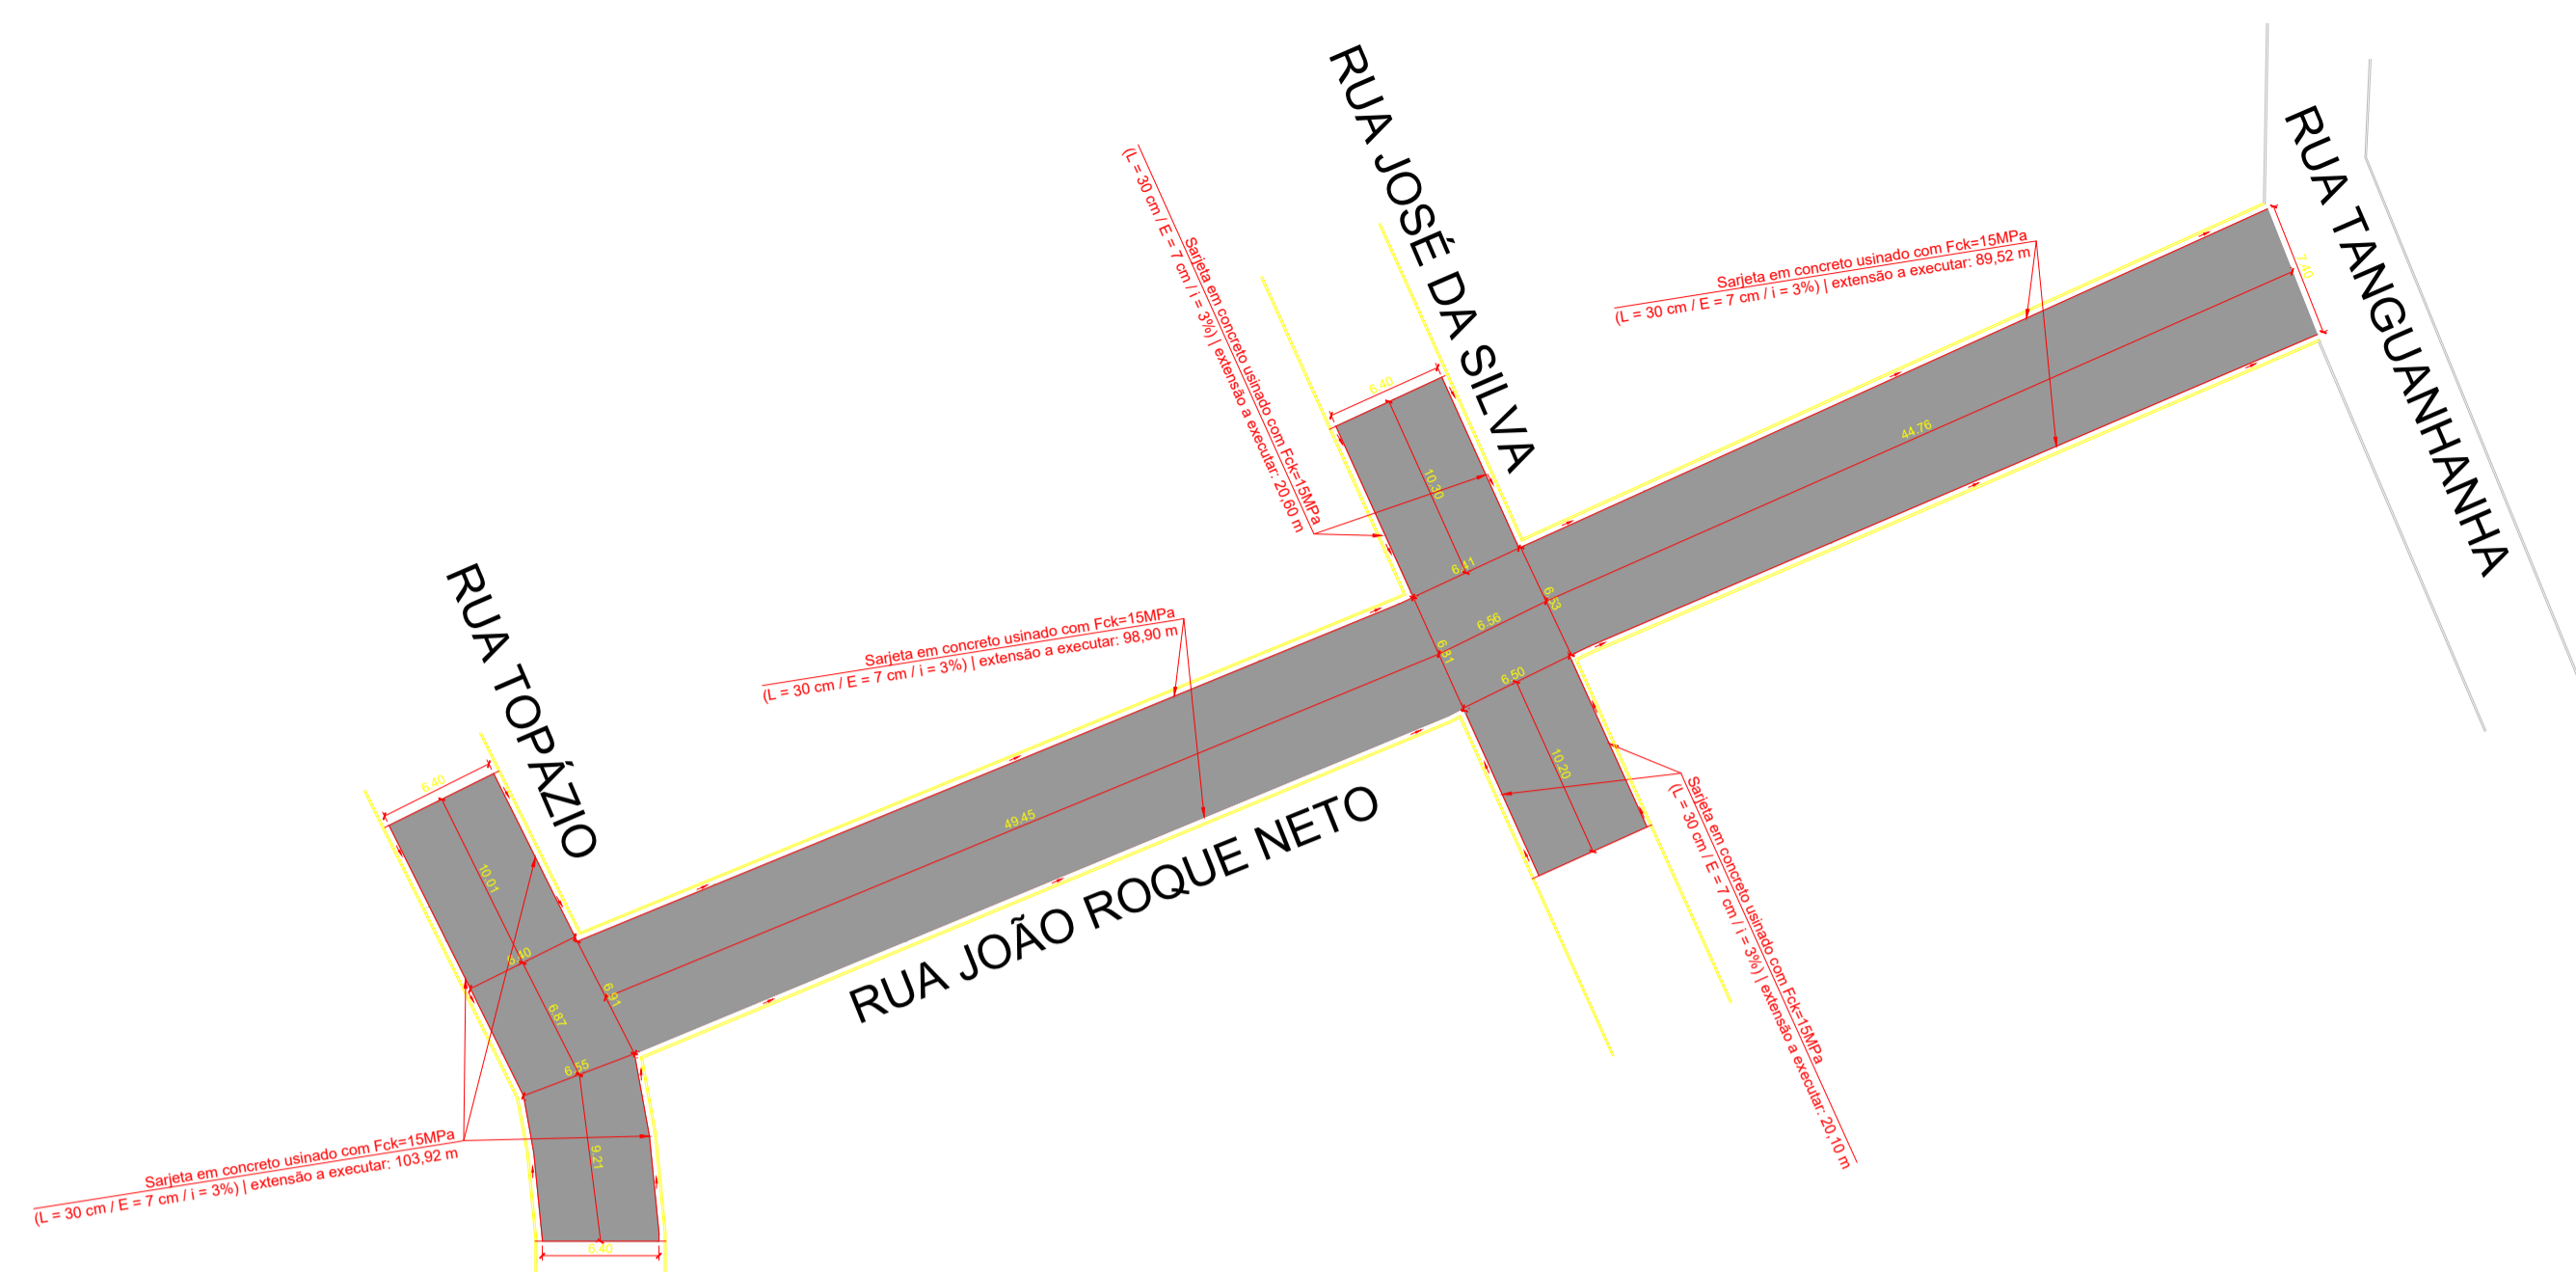 RUA JOSÉ DA SILVA
RUA TANGUANHANHA
RUA TOPÁZIO
RUA JOÃO ROQUE NETO
Sarjeta em concreto usinado com Fck=15MPa
(L = 30 cm / E = 7 cm / i = 3%) | extensão a executar: 20,60 m
Sarjeta em concreto usinado com Fck=15MPa
(L = 30 cm / E = 7 cm / i = 3%) | extensão a executar: 89,52 m
Sarjeta em concreto usinado com Fck=15MPa
(L = 30 cm / E = 7 cm / i = 3%) | extensão a executar: 98,90 m
Sarjeta em concreto usinado com Fck=15MPa
(L = 30 cm / E = 7 cm / i = 3%) | extensão a executar: 20,10 m
Sarjeta em concreto usinado com Fck=15MPa
(L = 30 cm / E = 7 cm / i = 3%) | extensão a executar: 103,92 m
7.40
6.40
10.30
44.76
6.41
6.53
6.56
6.31
6.50
10.20
49.45
6.40
10.01
6.40
6.91
6.87
6.55
9.21
6.40